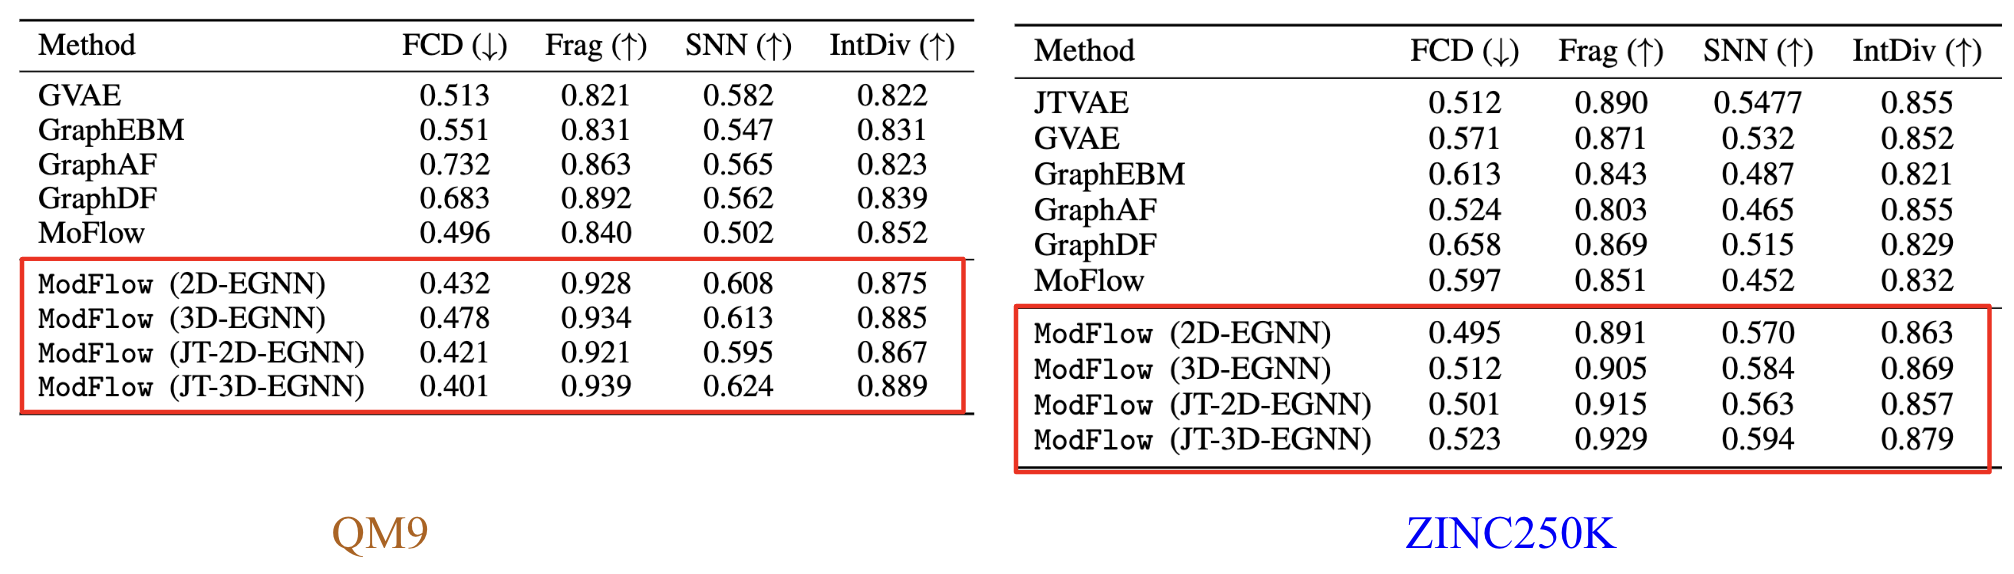 Method FCD (↓) Frag (↑) SNN (↑) IntDiv (↑)
GVAE 0.513 0.821 0.582 0.822
GraphEBM 0.551 0.831 0.547 0.831
GraphAF 0.732 0.863 0.565 0.823
GraphDF 0.683 0.892 0.562 0.839
MoFlow 0.496 0.840 0.502 0.852
ModFlow (2D-EGNN) 0.432 0.928 0.608 0.875
ModFlow (3D-EGNN) 0.478 0.934 0.613 0.885
ModFlow (JT-2D-EGNN) 0.421 0.921 0.595 0.867
ModFlow (JT-3D-EGNN) 0.401 0.939 0.624 0.889
QM9
Method FCD (↓) Frag (↑) SNN (↑) IntDiv (↑)
JTVAE 0.512 0.890 0.5477 0.855
GVAE 0.571 0.871 0.532 0.852
GraphEBM 0.613 0.843 0.487 0.821
GraphAF 0.524 0.803 0.465 0.855
GraphDF 0.658 0.869 0.515 0.829
MoFlow 0.597 0.851 0.452 0.832
ModFlow (2D-EGNN) 0.495 0.891 0.570 0.863
ModFlow (3D-EGNN) 0.512 0.905 0.584 0.869
ModFlow (JT-2D-EGNN) 0.501 0.915 0.563 0.857
ModFlow (JT-3D-EGNN) 0.523 0.929 0.594 0.879
ZINC250K